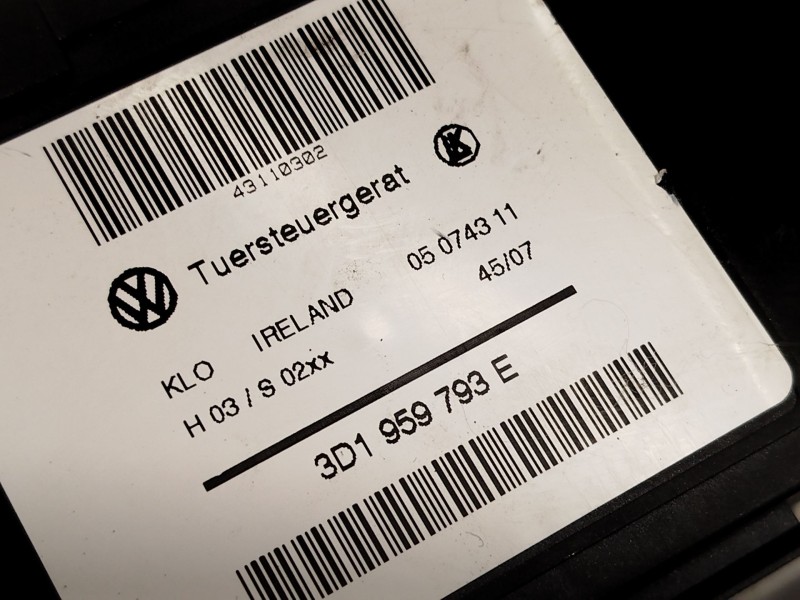 43110302
Tuersteuergerat
KLO IRELAND 05 0743 11
H 03 / S 02xx 45/07
3D1 959 793 E